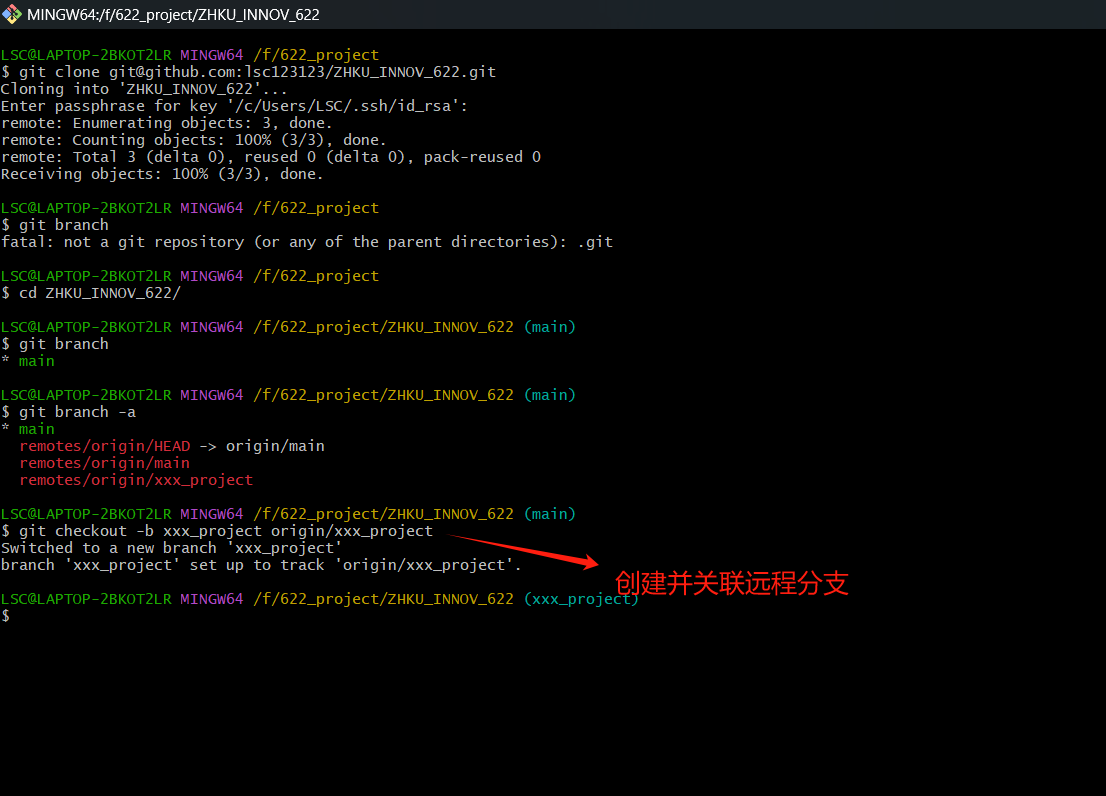 MINGW64:/f/622_project/ZHKU_INNOV_622
LSC@LAPTOP-2BKOT2LR MINGW64 /f/622_project
$ git clone git@github.com:lsc123123/ZHKU_INNOV_622.git
Cloning into 'ZHKU_INNOV_622'...
Enter passphrase for key '/c/Users/LSC/.ssh/id_rsa':
remote: Enumerating objects: 3, done.
remote: Counting objects: 100% (3/3), done.
remote: Total 3 (delta 0), reused 0 (delta 0), pack-reused 0
Receiving objects: 100% (3/3), done.
LSC@LAPTOP-2BKOT2LR MINGW64 /f/622_project
$ git branch
fatal: not a git repository (or any of the parent directories): .git
LSC@LAPTOP-2BKOT2LR MINGW64 /f/622_project
$ cd ZHKU_INNOV_622/
LSC@LAPTOP-2BKOT2LR MINGW64 /f/622_project/ZHKU_INNOV_622 (main)
$ git branch
* main
LSC@LAPTOP-2BKOT2LR MINGW64 /f/622_project/ZHKU_INNOV_622 (main)
$ git branch -a
* main
remotes/origin/HEAD -> origin/main
remotes/origin/main
remotes/origin/xxx_project
LSC@LAPTOP-2BKOT2LR MINGW64 /f/622_project/ZHKU_INNOV_622 (main)
$ git checkout -b xxx_project origin/xxx_project
Switched to a new branch 'xxx_project'
branch 'xxx_project' set up to track 'origin/xxx_project'.
创建并关联远程分支
LSC@LAPTOP-2BKOT2LR MINGW64 /f/622_project/ZHKU_INNOV_622 (xxx_project)
$